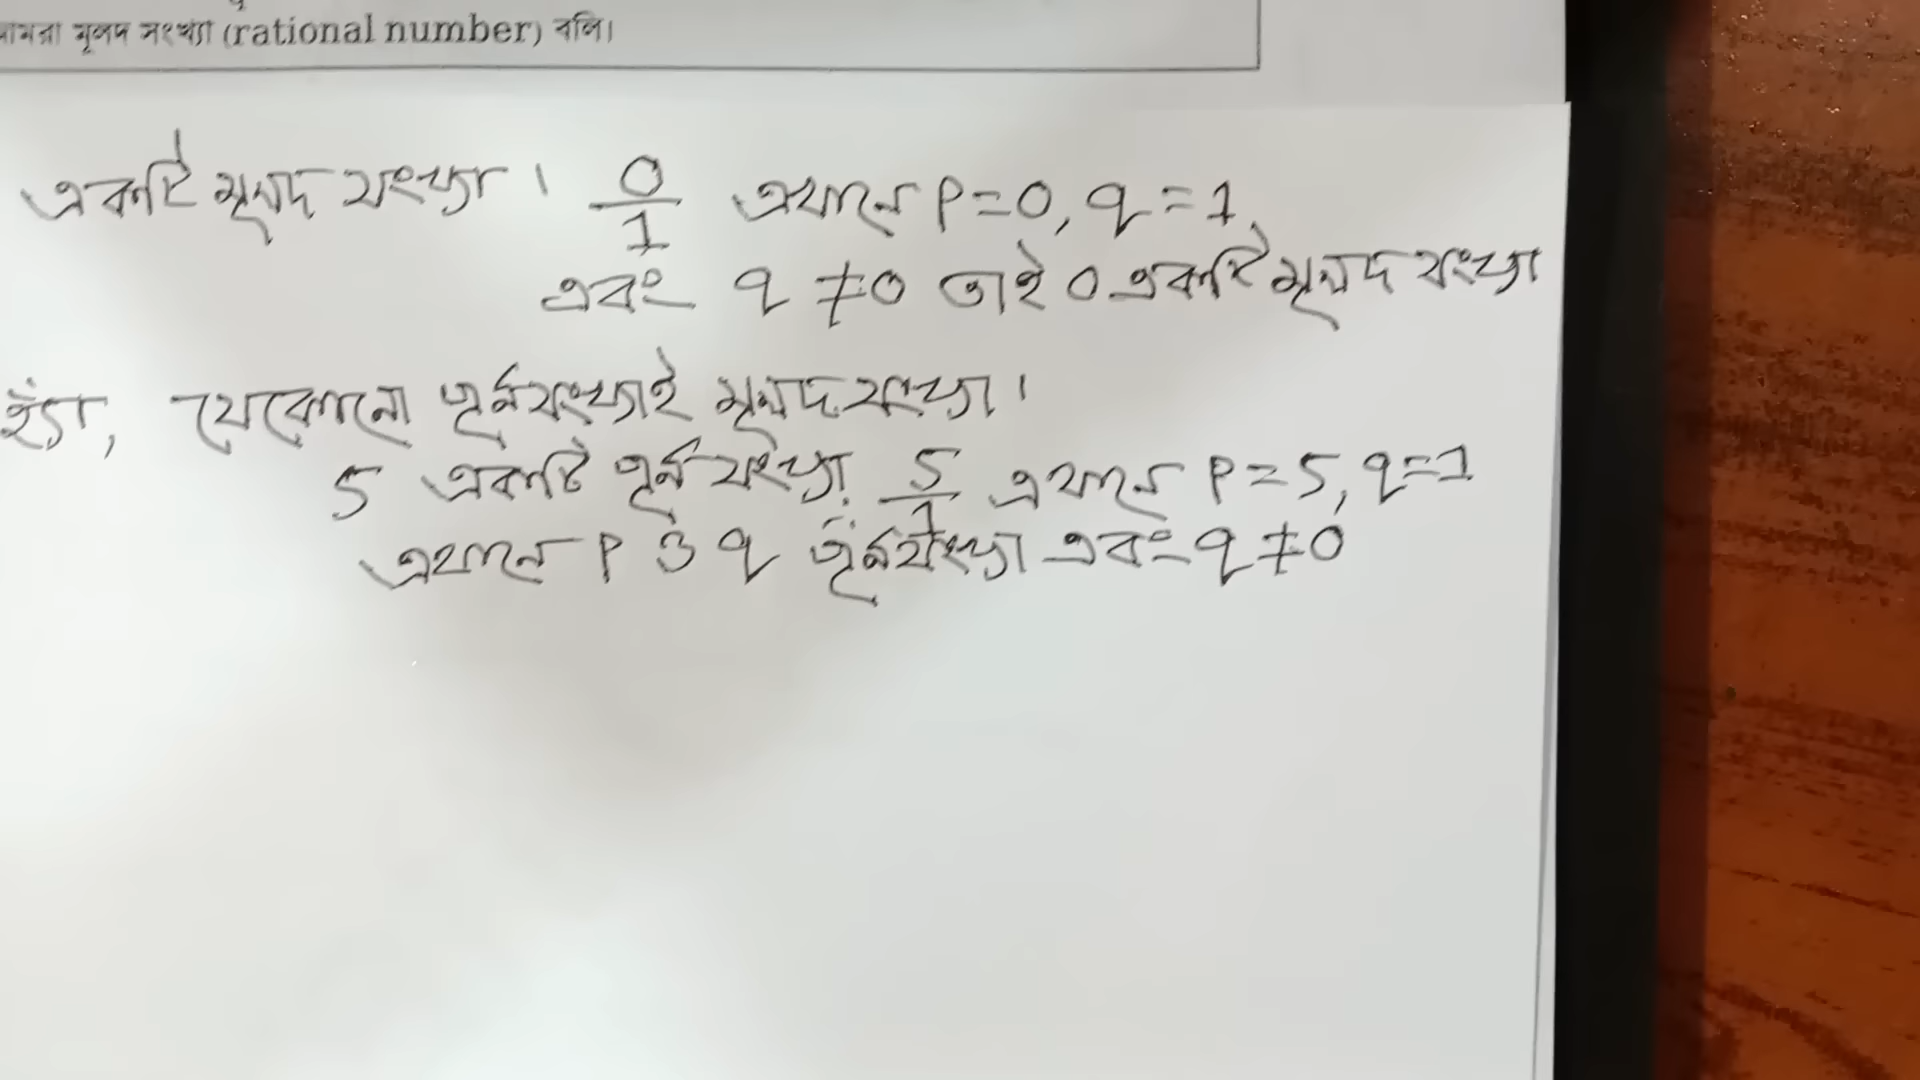 আমরা মূলদ সংখ্যা (rational number) বলি।
একটি মূলদ সংখ্যা। 0/1 এখানে P=0, q=1,
এবং q ≠0 তাই 0 একটি মূলদ সংখ্যা
হ্যাঁ, যেকোনো পূর্ণসংখ্যাই মূলদ সংখ্যা।
5 একটি পূর্ণ সংখ্যা. 5/1 এখানে P=5, q=1
এখানে P ও q পূর্ণসংখ্যা এবং q≠0